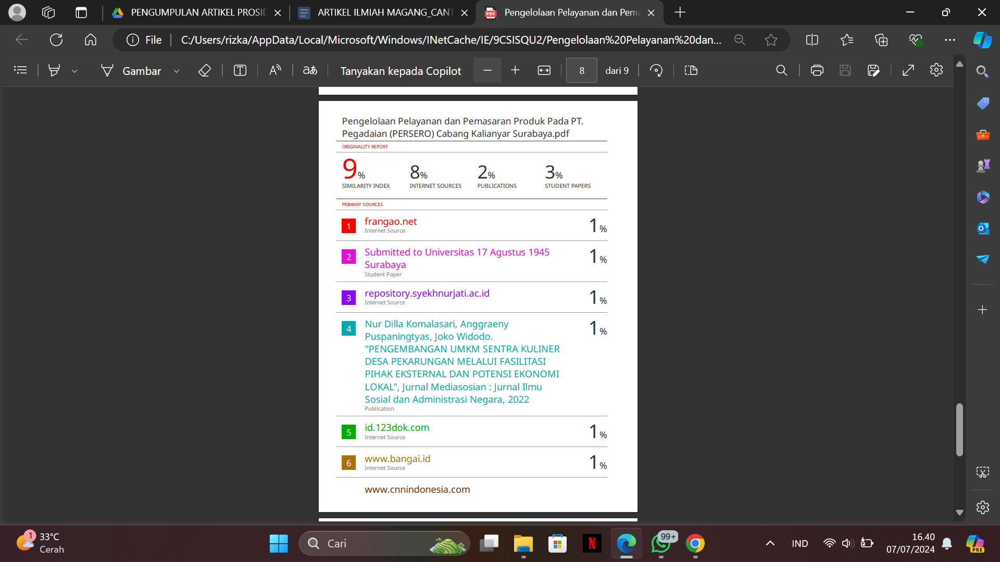 PENGUMPULAN ARTIKEL PROSID
ARTIKEL ILMIAH MAGANG_CANT
PDF
Pengelolaan Pelayanan dan Pema
File
C:/Users/rizka/AppData/Local/Microsoft/Windows/INetCache/IE/9CSISQU2/Pengelolaan%20Pelayanan%20dan...
Gambar
T
A
aあ
Tanyakan kepada Copilot
8
dari 9
Pengelolaan Pelayanan dan Pemasaran Produk Pada PT.
Pegadaian (PERSERO) Cabang Kalianyar Surabaya.pdf
ORIGINALITY REPORT
9%
8%
2%
3%
SIMILARITY INDEX
INTERNET SOURCES
PUBLICATIONS
STUDENT PAPERS
PRIMARY SOURCES
1
frangao.net
Internet Source
1%
2
Submitted to Universitas 17 Agustus 1945
Surabaya
Student Paper
1%
3
repository.syekhnurjati.ac.id
Internet Source
1%
4
Nur Dilla Komalasari, Anggraeny
Puspaningtyas, Joko Widodo.
"PENGEMBANGAN UMKM SENTRA KULINER
DESA PEKARUNGAN MELALUI FASILITASI
PIHAK EKSTERNAL DAN POTENSI EKONOMI
LOKAL", Jurnal Mediasosian : Jurnal Ilmu
Sosial dan Administrasi Negara, 2022
Publication
1%
5
id.123dok.com
Internet Source
1%
6
www.bangai.id
Internet Source
1%
www.cnnindonesia.com
1
33°C
Cerah
Cari
N
99+
IND
16.40
07/07/2024
PRE